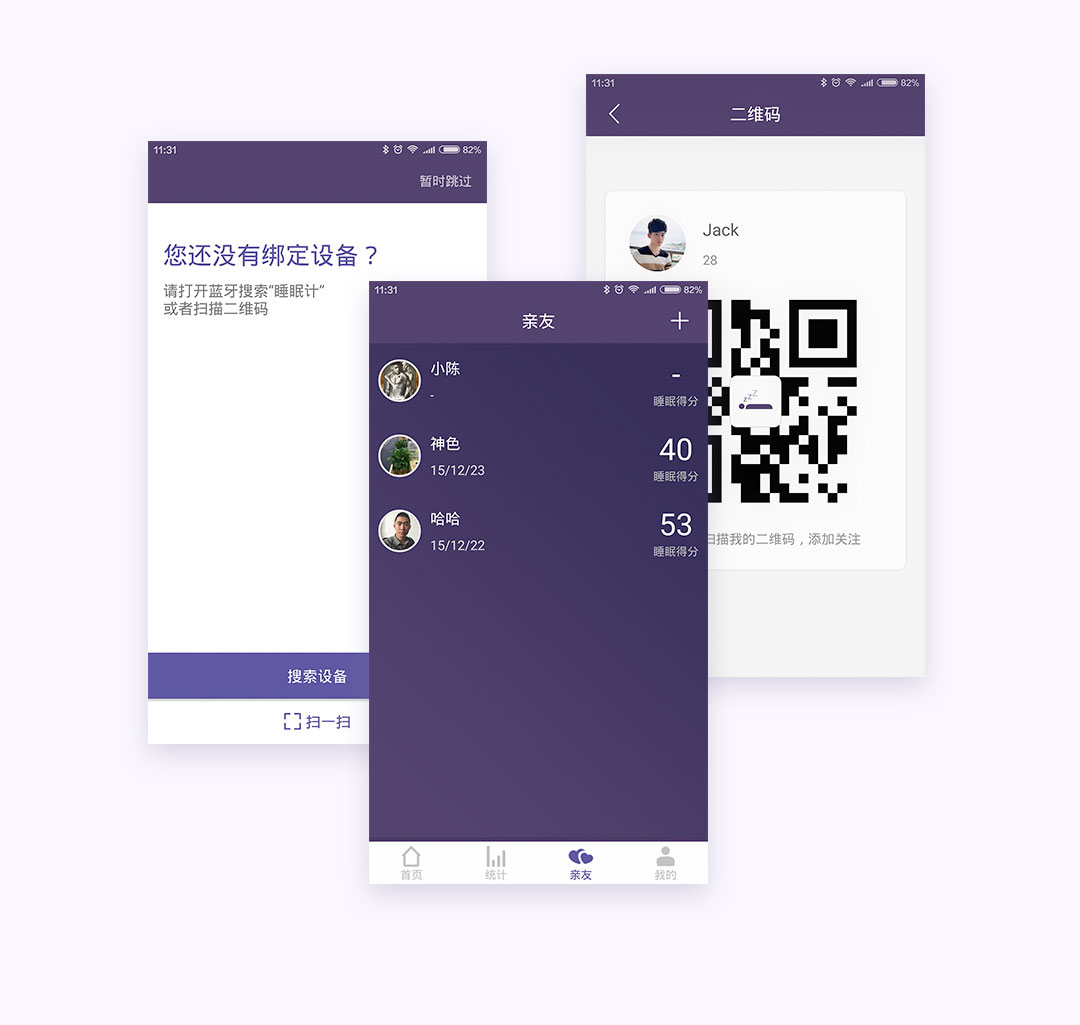 11:31
82%
暂时跳过
您还没有绑定设备？
请打开蓝牙搜索“睡眠计”
或者扫描二维码
搜索设备
扫一扫
11:31
82%
亲友
小陈
-
-
睡眠得分
神色
15/12/23
40
睡眠得分
哈哈
15/12/22
53
睡眠得分
首页
统计
亲友
我的
11:31
82%
二维码
Jack
28
zzZ
描我的二维码，添加关注